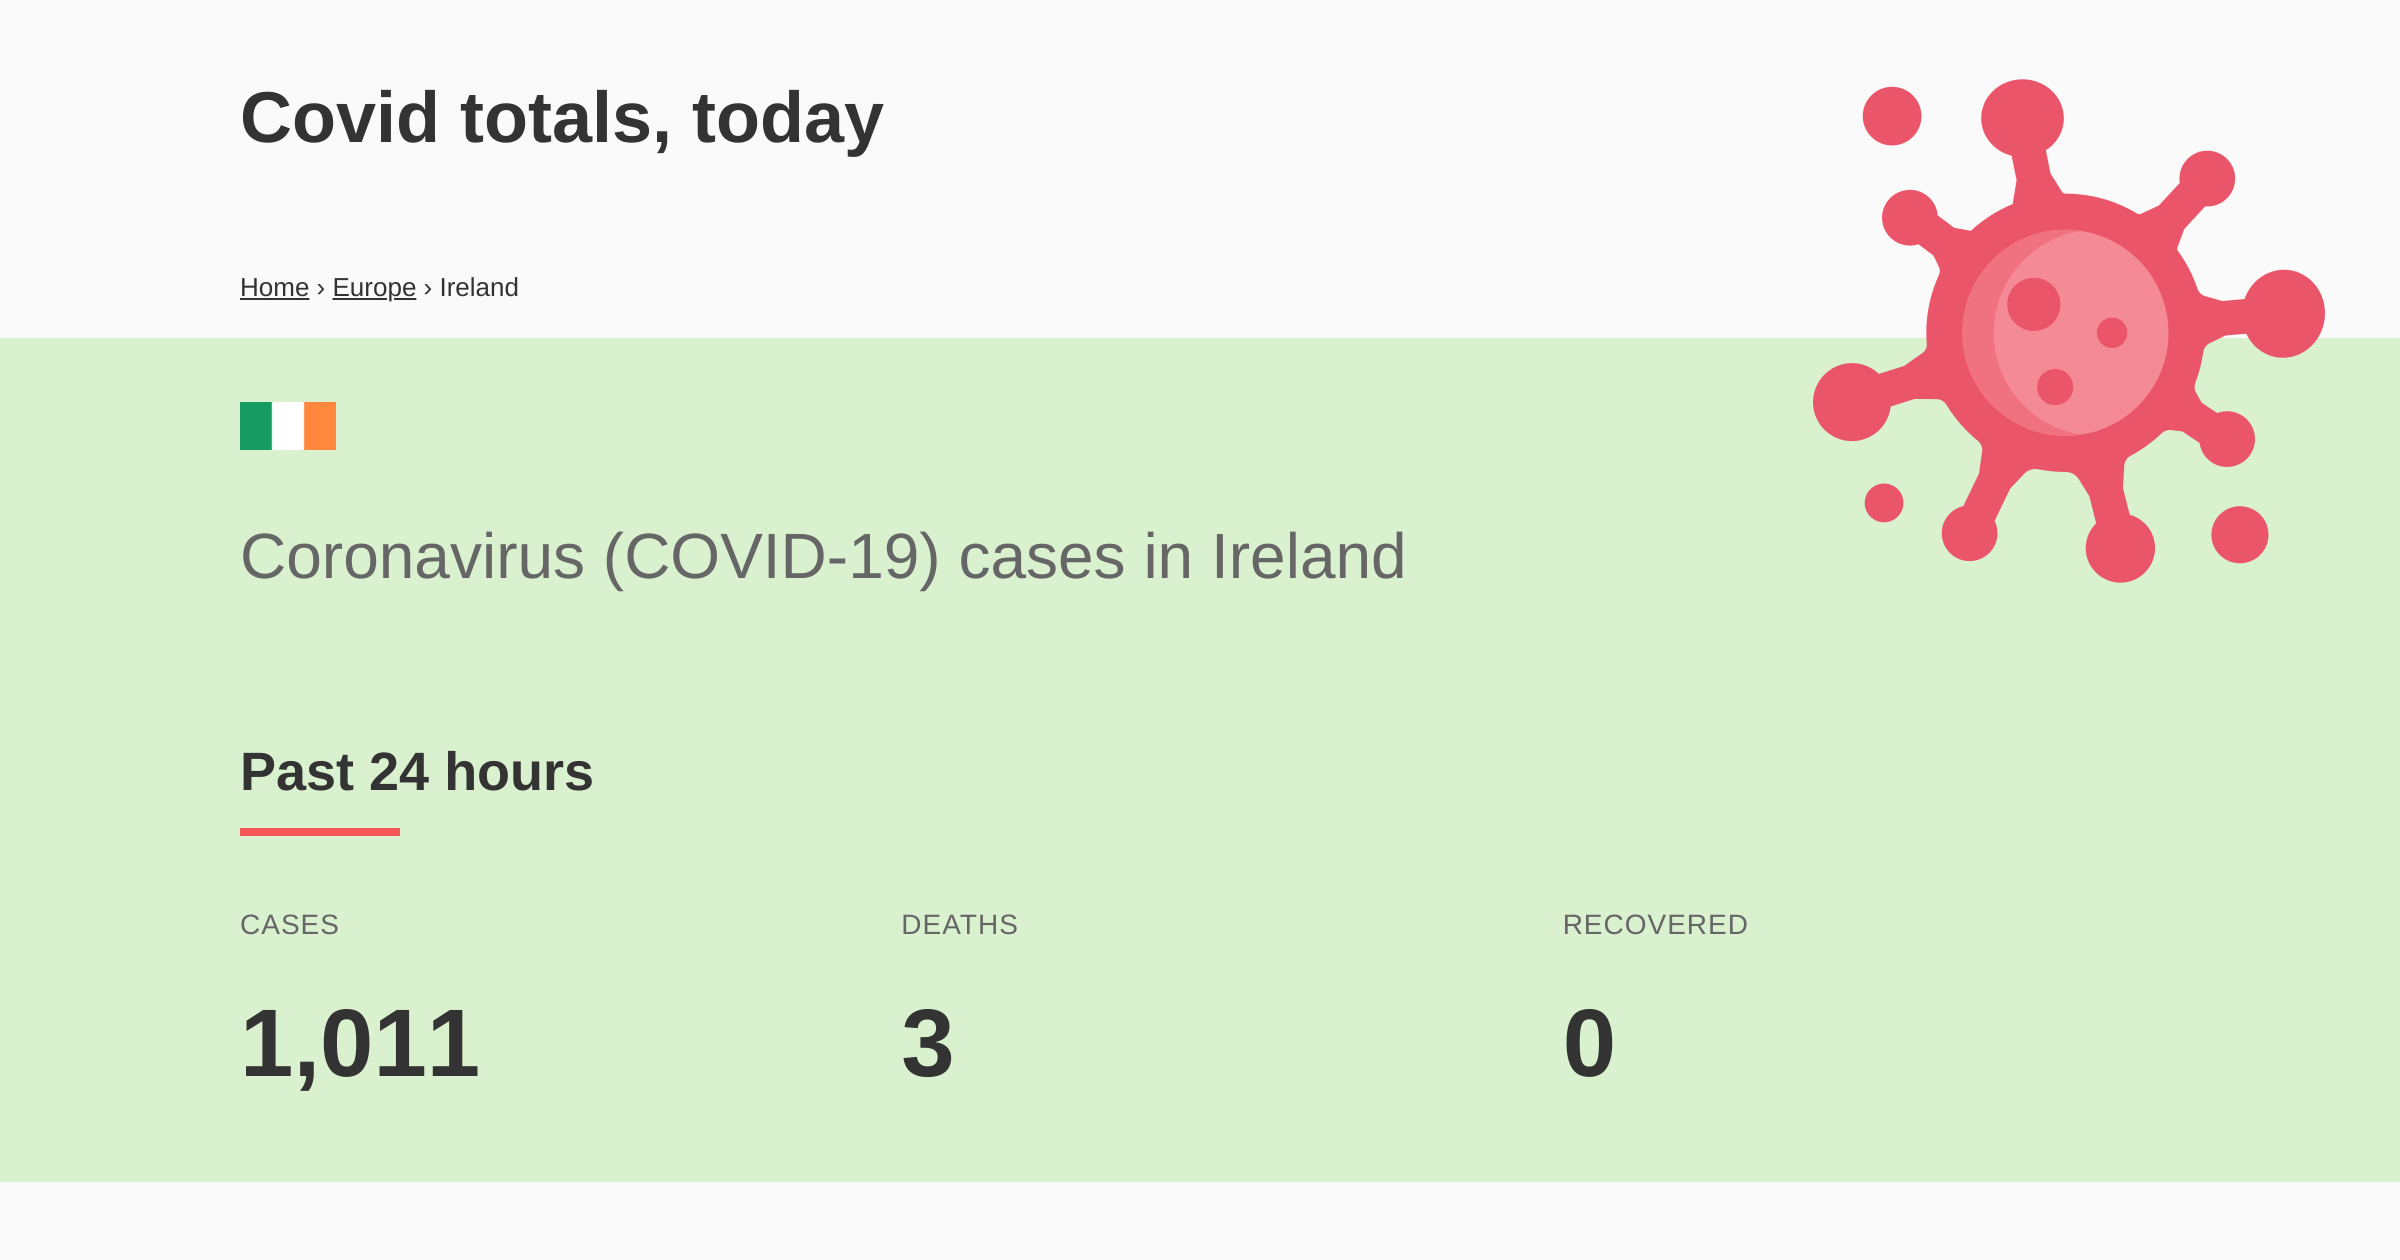 Covid totals, today
Home › Europe › Ireland
Coronavirus (COVID-19) cases in Ireland
Past 24 hours
CASES DEATHS RECOVERED
1,011 3 0